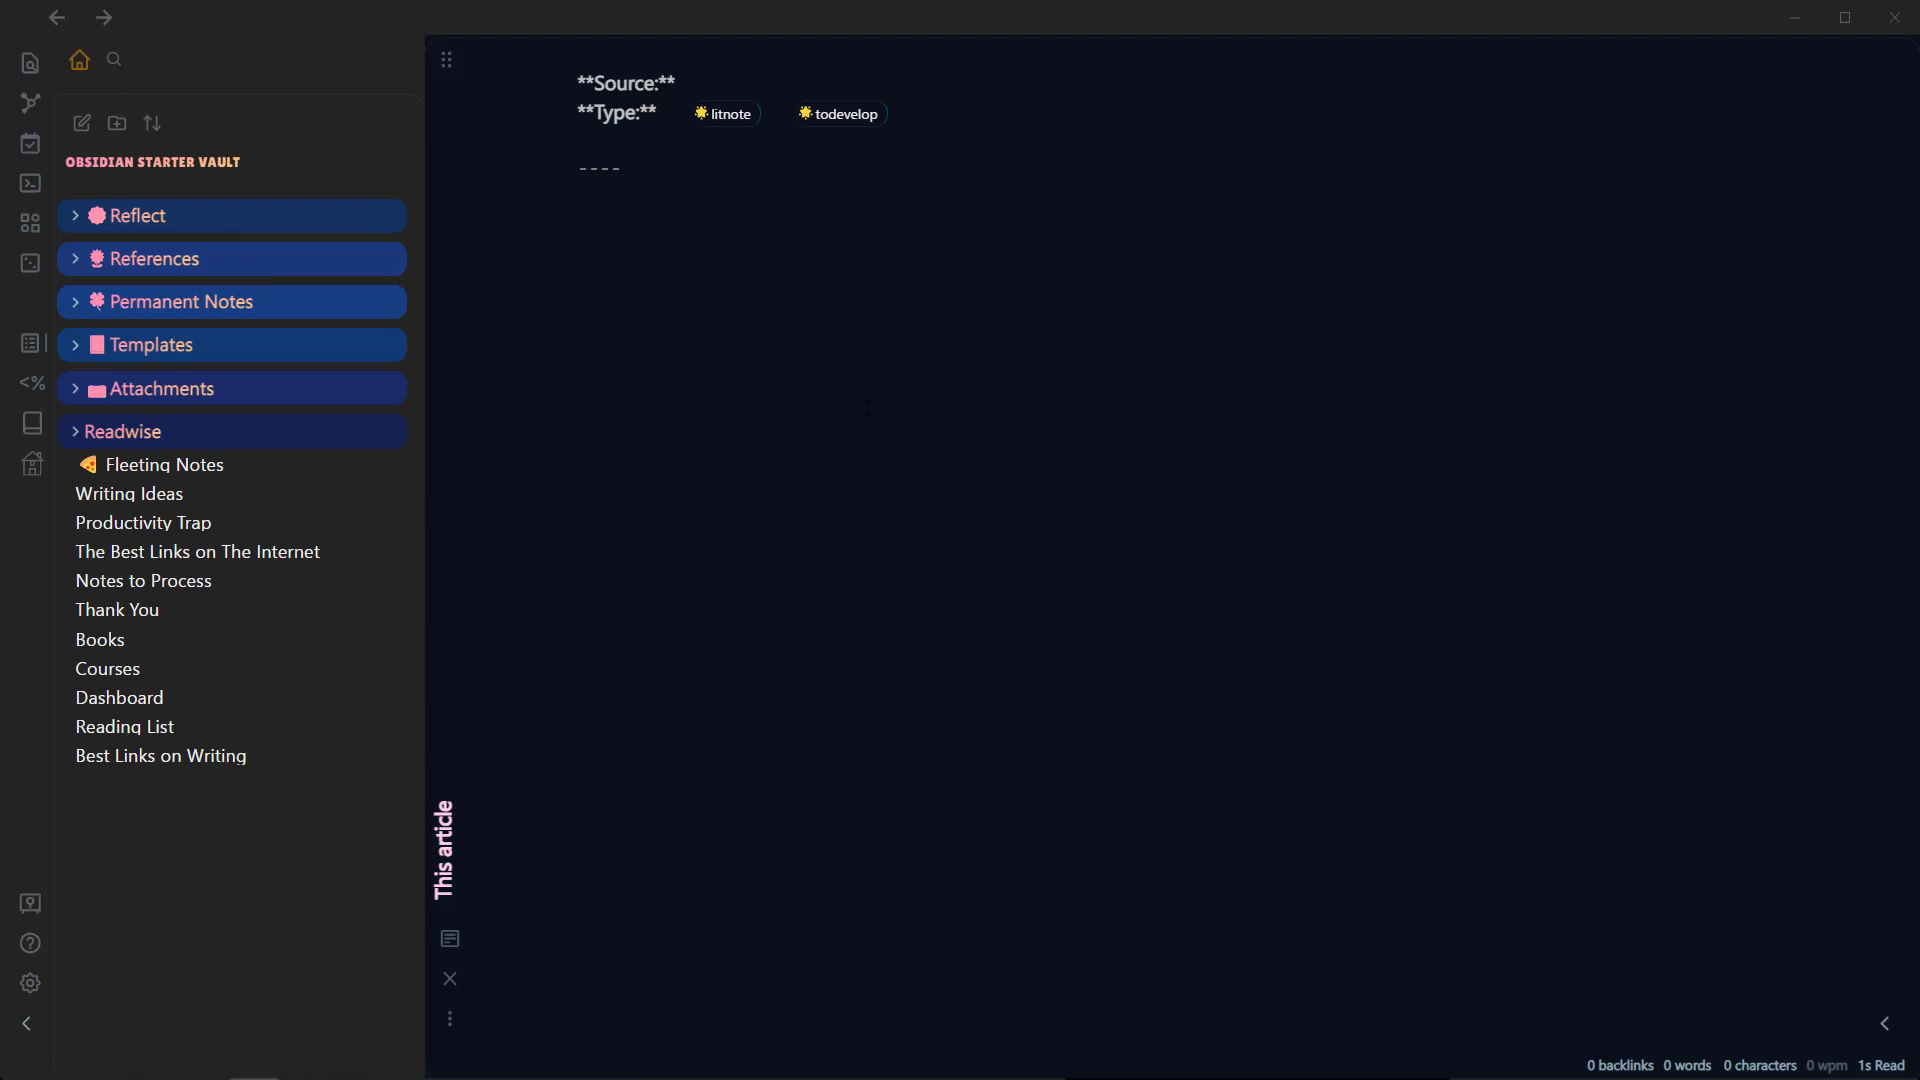 OBSIDIAN STARTER VAULT
Reflect
References
Permanent Notes
Templates
Attachments
Readwise
Fleeting Notes
Writing Ideas
Productivity Trap
The Best Links on The Internet
Notes to Process
Thank You
Books
Courses
Dashboard
Reading List
Best Links on Writing
<%
This article
**Source:**
**Type:** litnote todevelop
----
0 backlinks 0 words 0 characters 0 wpm 1s Read